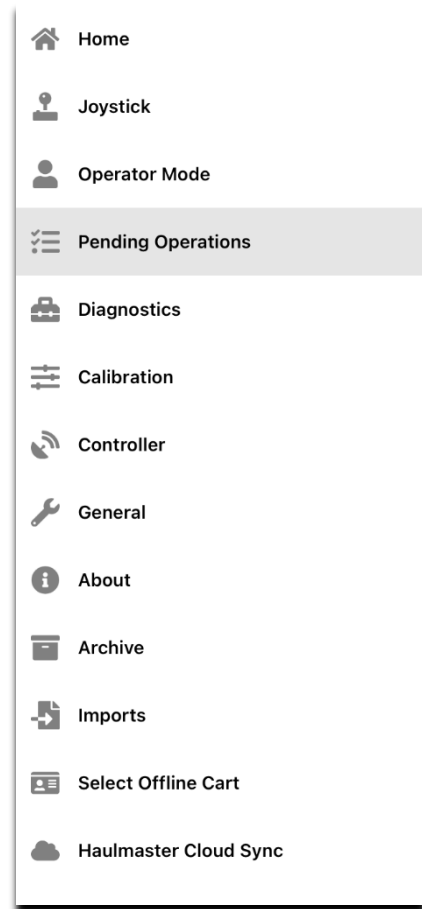 Home
Joystick
Operator Mode
Pending Operations
Diagnostics
Calibration
Controller
General
About
Archive
Imports
Select Offline Cart
Haulmaster Cloud Sync